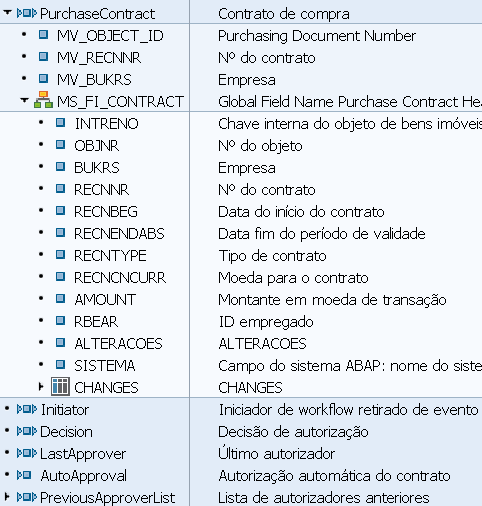 PurchaseContract Contrato de compra
MV_OBJECT_ID Purchasing Document Number
MV_RECNNR Nº do contrato
MV_BUKRS Empresa
MS_FI_CONTRACT Global Field Name Purchase Contract He
INTRENO Chave interna do objeto de bens imóveis
OBJNR Nº do objeto
BUKRS Empresa
RECNNR Nº do contrato
RECNBEG Data do início do contrato
RECNENDABS Data fim do período de validade
RECNTYPE Tipo de contrato
RECNCNCURR Moeda para o contrato
AMOUNT Montante em moeda de transação
RBEAR ID empregado
ALTERACOES ALTERACOES
SISTEMA Campo do sistema ABAP: nome do siste
CHANGES CHANGES
Initiator Iniciador de workflow retirado de evento
Decision Decisão de autorização
LastApprover Último autorizador
AutoApproval Autorização automática do contrato
PreviousApproverList Lista de autorizadores anteriores